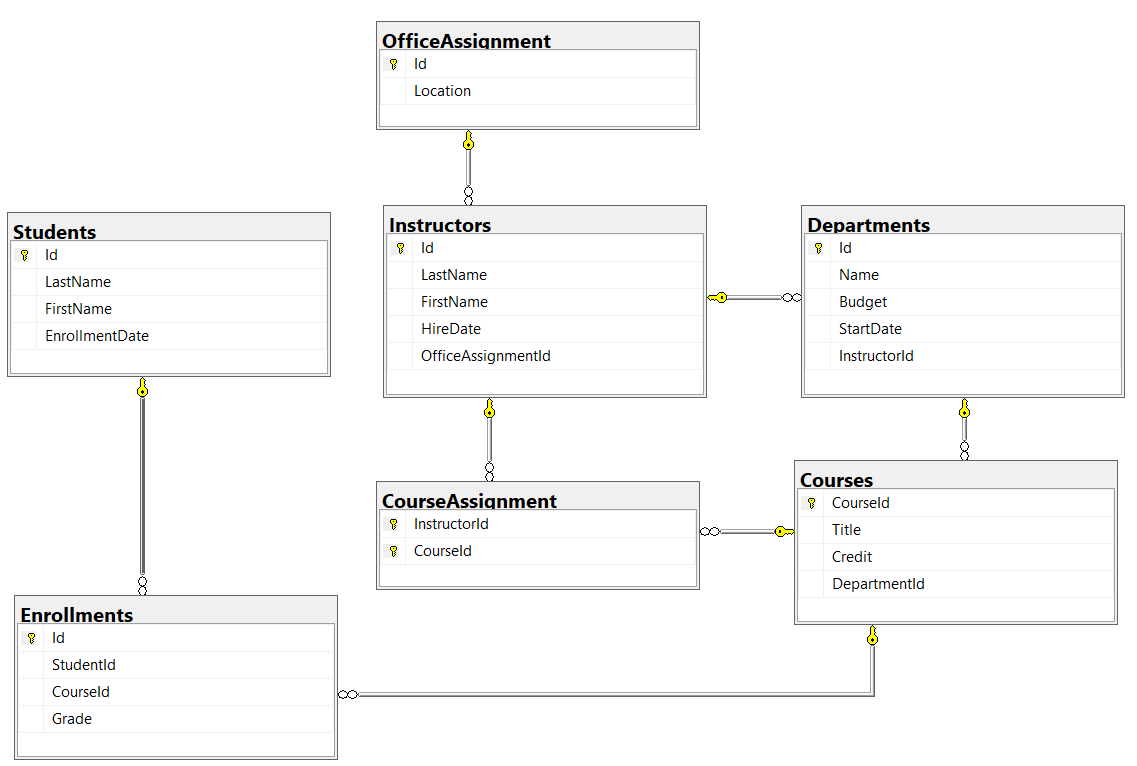 OfficeAssignment
Id
Location
Students
Id
LastName
FirstName
EnrollmentDate
Instructors
Id
LastName
FirstName
HireDate
OfficeAssignmentId
Departments
Id
Name
Budget
StartDate
InstructorId
CourseAssignment
InstructorId
CourseId
Courses
CourseId
Title
Credit
DepartmentId
Enrollments
Id
StudentId
CourseId
Grade